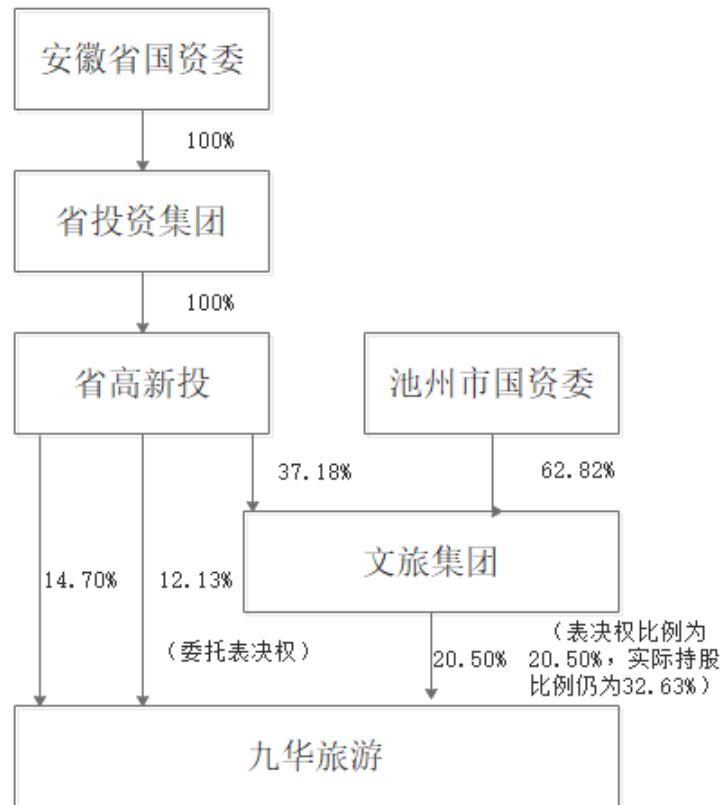 安徽省国资委
100%
省投资集团
100%
省高新投
池州市国资委
37.18%
62.82%
文旅集团
14.70%
12.13%
（委托表决权）
20.50%
（表决权比例为
20.50%，实际持股
比例仍为32.63%）
九华旅游